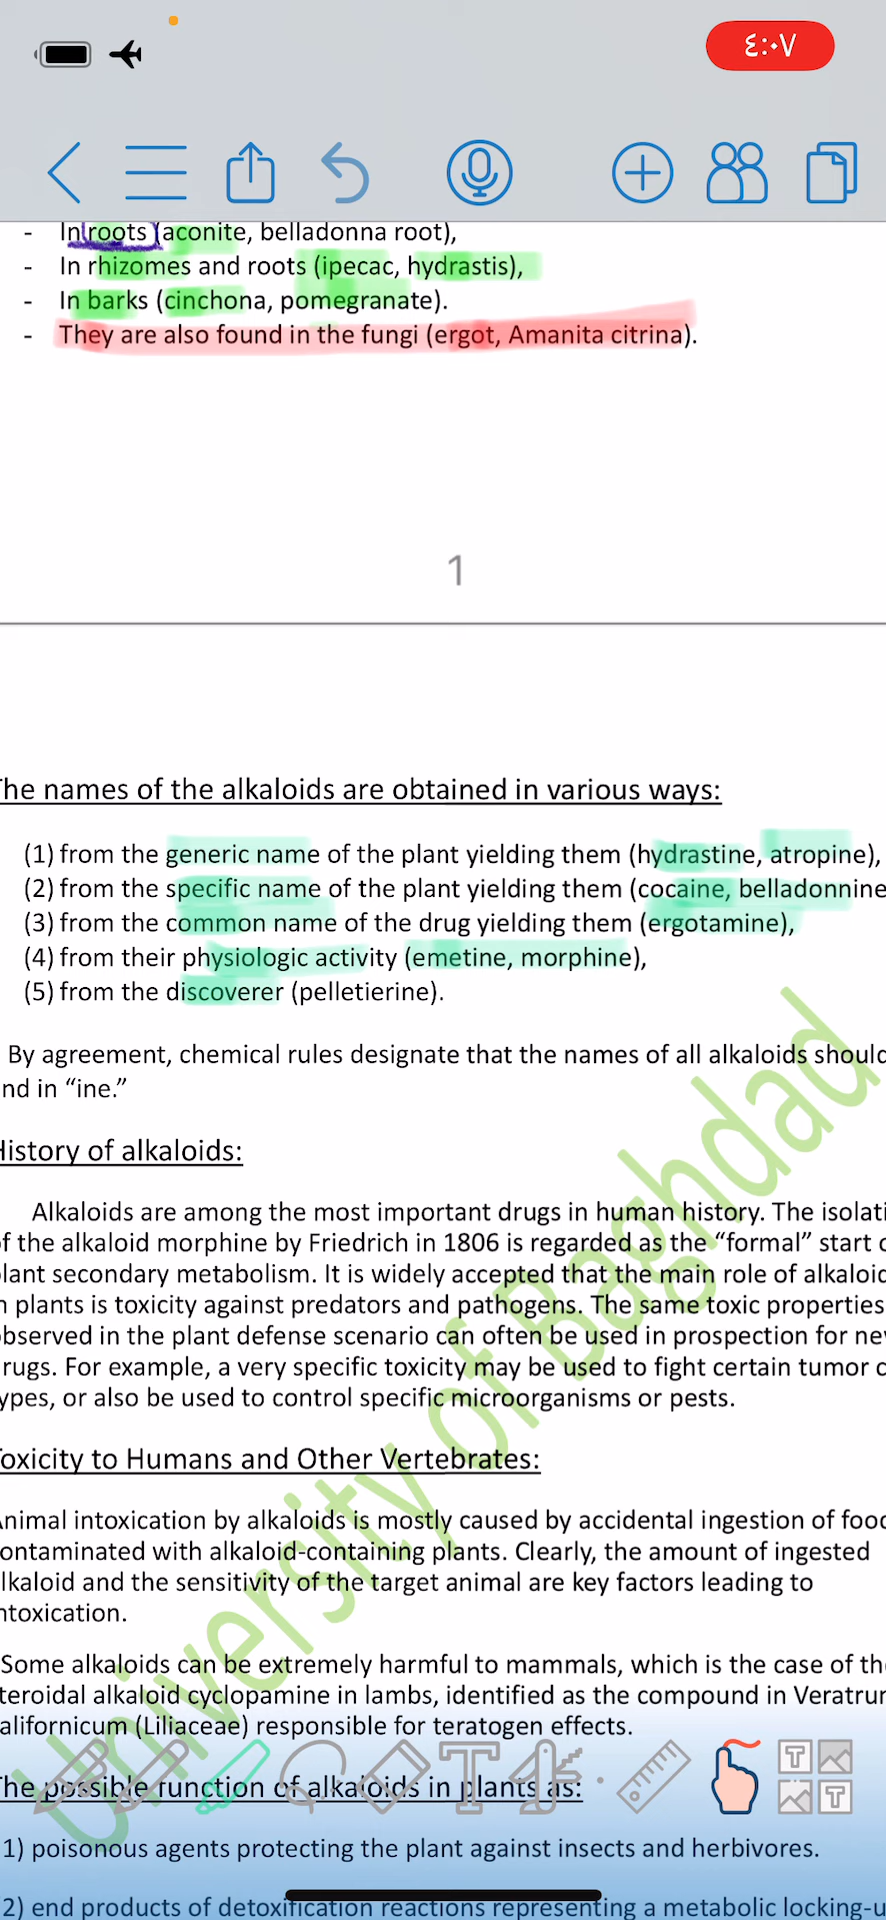 ٤:٠٧
- In roots (aconite, belladonna root),
- In rhizomes and roots (ipecac, hydrastis),
- In barks (cinchona, pomegranate).
- They are also found in the fungi (ergot, Amanita citrina).
1
he names of the alkaloids are obtained in various ways:
(1) from the generic name of the plant yielding them (hydrastine, atropine),
(2) from the specific name of the plant yielding them (cocaine, belladonnine
(3) from the common name of the drug yielding them (ergotamine),
(4) from their physiologic activity (emetine, morphine),
(5) from the discoverer (pelletierine).
By agreement, chemical rules designate that the names of all alkaloids should
nd in “ine.”
History of alkaloids:
Alkaloids are among the most important drugs in human history. The isolati
f the alkaloid morphine by Friedrich in 1806 is regarded as the “formal” start o
lant secondary metabolism. It is widely accepted that the main role of alkaloid
n plants is toxicity against predators and pathogens. The same toxic properties
bserved in the plant defense scenario can often be used in prospection for ne
rugs. For example, a very specific toxicity may be used to fight certain tumor c
ypes, or also be used to control specific microorganisms or pests.
oxicity to Humans and Other Vertebrates:
nimal intoxication by alkaloids is mostly caused by accidental ingestion of food
ontaminated with alkaloid-containing plants. Clearly, the amount of ingested
lkaloid and the sensitivity of the target animal are key factors leading to
ntoxication.
Some alkaloids can be extremely harmful to mammals, which is the case of the
teroidal alkaloid cyclopamine in lambs, identified as the compound in Veratru
alifornicum (Liliaceae) responsible for teratogen effects.
he possible function of alkaloids in plants as:
1) poisonous agents protecting the plant against insects and herbivores.
2) end products of detoxification reactions representing a metabolic locking-u
University of Baghdad